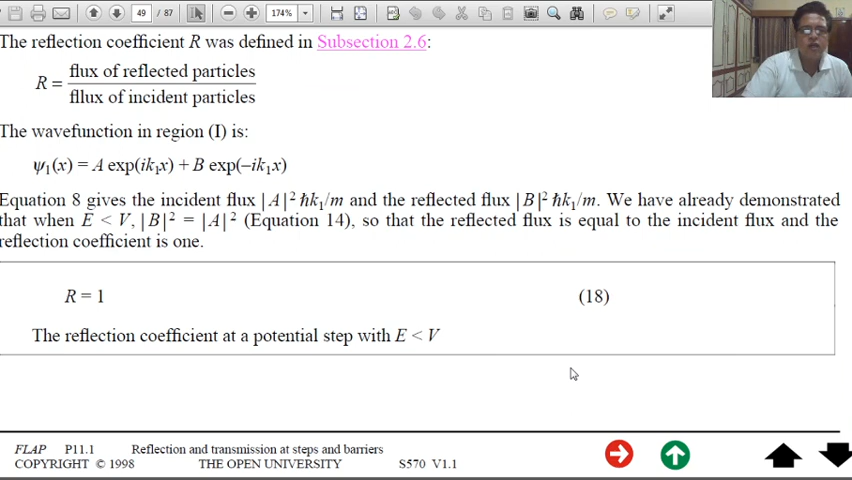 49 / 87 174%
The reflection coefficient R was defined in Subsection 2.6:
R = flux of reflected particles
fllux of incident particles
The wavefunction in region (I) is:
ψ₁(x) = A exp(ik₁x) + B exp(−ik₁x)
Equation 8 gives the incident flux |A|² ħk₁/m and the reflected flux |B|² ħk₁/m. We have already demonstrated
that when E < V, |B|² = |A|² (Equation 14), so that the reflected flux is equal to the incident flux and the
reflection coefficient is one.
R = 1 (18)
The reflection coefficient at a potential step with E < V
FLAP P11.1 Reflection and transmission at steps and barriers
COPYRIGHT © 1998 THE OPEN UNIVERSITY S570 V1.1